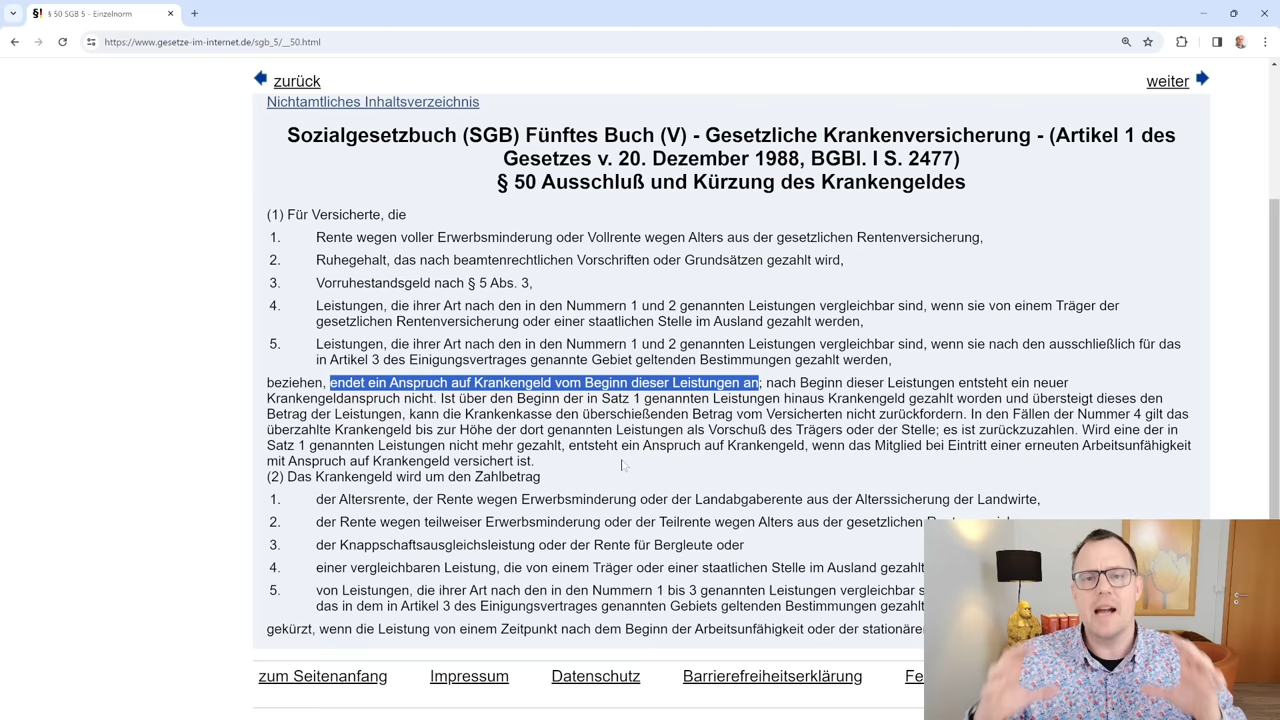 § 50 SGB 5 - Einzelnorm
https://www.gesetze-im-internet.de/sgb_5/__50.html
zurück
weiter
Nichtamtliches Inhaltsverzeichnis
Sozialgesetzbuch (SGB) Fünftes Buch (V) - Gesetzliche Krankenversicherung - (Artikel 1 des
Gesetzes v. 20. Dezember 1988, BGBl. I S. 2477)
§ 50 Ausschluß und Kürzung des Krankengeldes
(1) Für Versicherte, die
1. Rente wegen voller Erwerbsminderung oder Vollrente wegen Alters aus der gesetzlichen Rentenversicherung,
2. Ruhegehalt, das nach beamtenrechtlichen Vorschriften oder Grundsätzen gezahlt wird,
3. Vorruhestandsgeld nach § 5 Abs. 3,
4. Leistungen, die ihrer Art nach den in den Nummern 1 und 2 genannten Leistungen vergleichbar sind, wenn sie von einem Träger der
gesetzlichen Rentenversicherung oder einer staatlichen Stelle im Ausland gezahlt werden,
5. Leistungen, die ihrer Art nach den in den Nummern 1 und 2 genannten Leistungen vergleichbar sind, wenn sie nach den ausschließlich für das
in Artikel 3 des Einigungsvertrages genannte Gebiet geltenden Bestimmungen gezahlt werden,
beziehen, endet ein Anspruch auf Krankengeld vom Beginn dieser Leistungen an; nach Beginn dieser Leistungen entsteht ein neuer
Krankengeldanspruch nicht. Ist über den Beginn der in Satz 1 genannten Leistungen hinaus Krankengeld gezahlt worden und übersteigt dieses den
Betrag der Leistungen, kann die Krankenkasse den überschießenden Betrag vom Versicherten nicht zurückfordern. In den Fällen der Nummer 4 gilt das
überzahlte Krankengeld bis zur Höhe der dort genannten Leistungen als Vorschuß des Trägers oder der Stelle; es ist zurückzuzahlen. Wird eine der in
Satz 1 genannten Leistungen nicht mehr gezahlt, entsteht ein Anspruch auf Krankengeld, wenn das Mitglied bei Eintritt einer erneuten Arbeitsunfähigkeit
mit Anspruch auf Krankengeld versichert ist.
(2) Das Krankengeld wird um den Zahlbetrag
1. der Altersrente, der Rente wegen Erwerbsminderung oder der Landabgaberente aus der Alterssicherung der Landwirte,
2. der Rente wegen teilweiser Erwerbsminderung oder der Teilrente wegen Alters aus der gesetzlichen
3. der Knappschaftsausgleichsleistung oder der Rente für Bergleute oder
4. einer vergleichbaren Leistung, die von einem Träger oder einer staatlichen Stelle im Ausland gezahlt
5. von Leistungen, die ihrer Art nach den in den Nummern 1 bis 3 genannten Leistungen vergleichbar
das in dem in Artikel 3 des Einigungsvertrages genannten Gebiets geltenden Bestimmungen gezahlt
gekürzt, wenn die Leistung von einem Zeitpunkt nach dem Beginn der Arbeitsunfähigkeit oder der
zum Seitenanfang
Impressum
Datenschutz
Barrierefreiheitserklärung